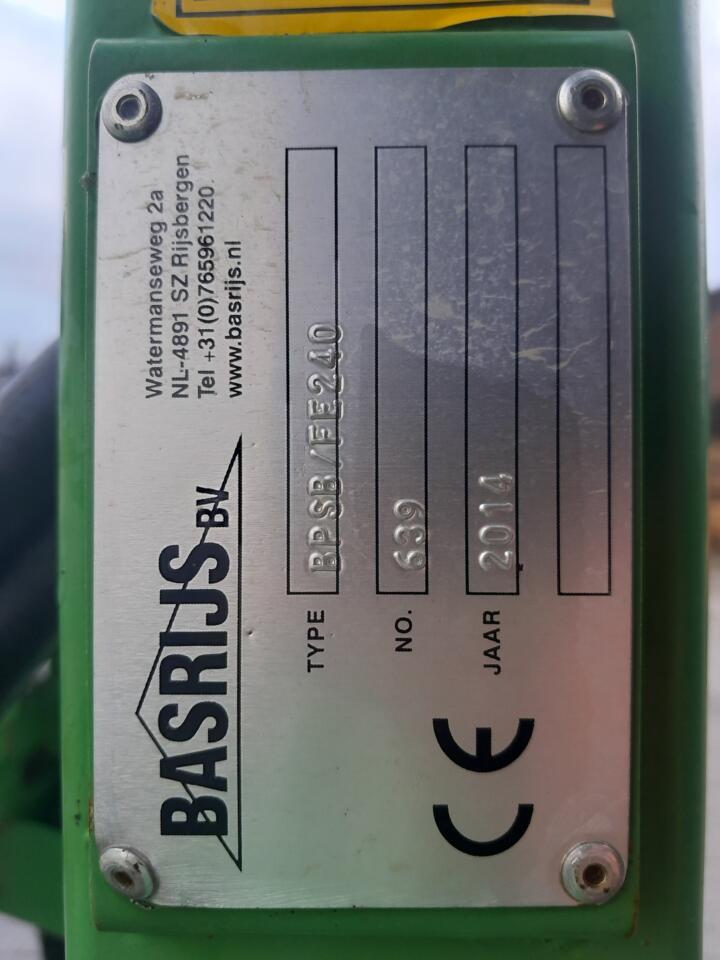 BASRIJS BV
Watermanseweg 2a
NL-4891 SZ Rijsbergen
Tel +31(0)765961220
www.basrijs.nl
TYPE BPSB/FE240
NO. 639
JAAR 2014
CE